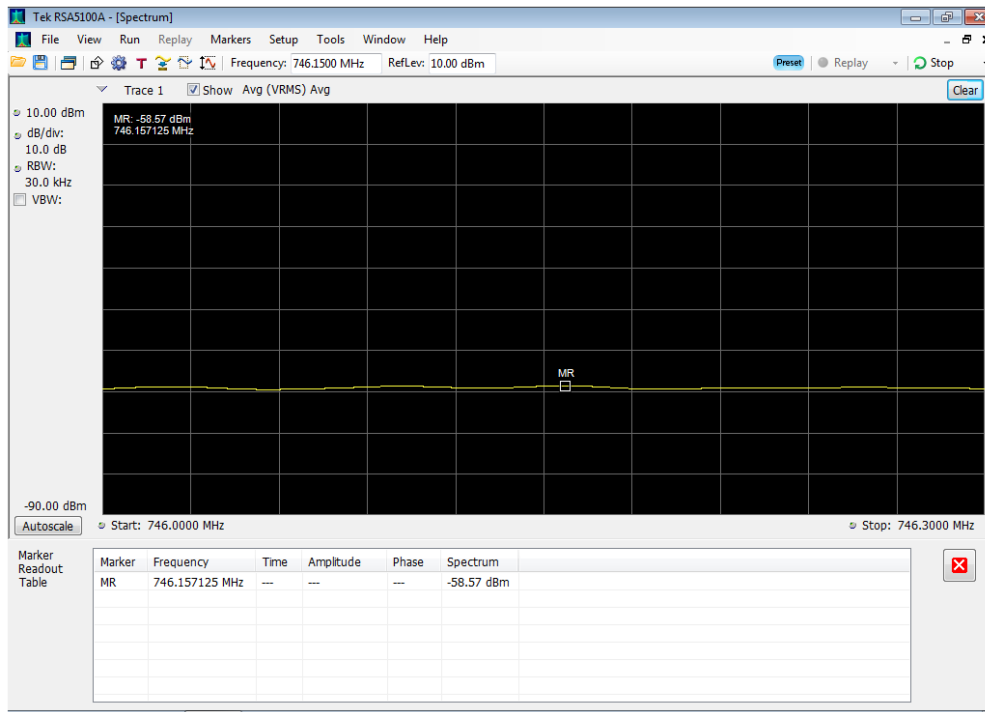 Tek RSA5100A - [Spectrum]
File View Run Replay Markers Setup Tools Window Help
Frequency: 746.1500 MHz RefLev: 10.00 dBm Preset Replay Stop
Trace 1 Show Avg (VRMS) Avg Clear
10.00 dBm
dB/div:
10.0 dB
RBW:
30.0 kHz
VBW:
MR: -58.57 dBm
746.157125 MHz
MR
-90.00 dBm
Autoscale Start: 746.0000 MHz Stop: 746.3000 MHz
Marker
Readout
Table
Marker Frequency Time Amplitude Phase Spectrum
MR 746.157125 MHz --- --- --- -58.57 dBm